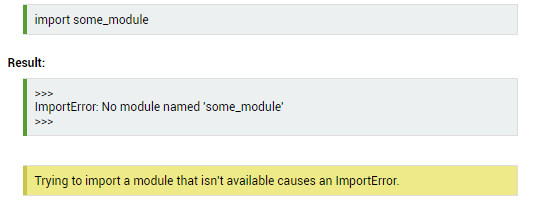 import some_module
Result:
>>>
ImportError: No module named 'some_module'
>>>
Trying to import a module that isn't available causes an ImportError.